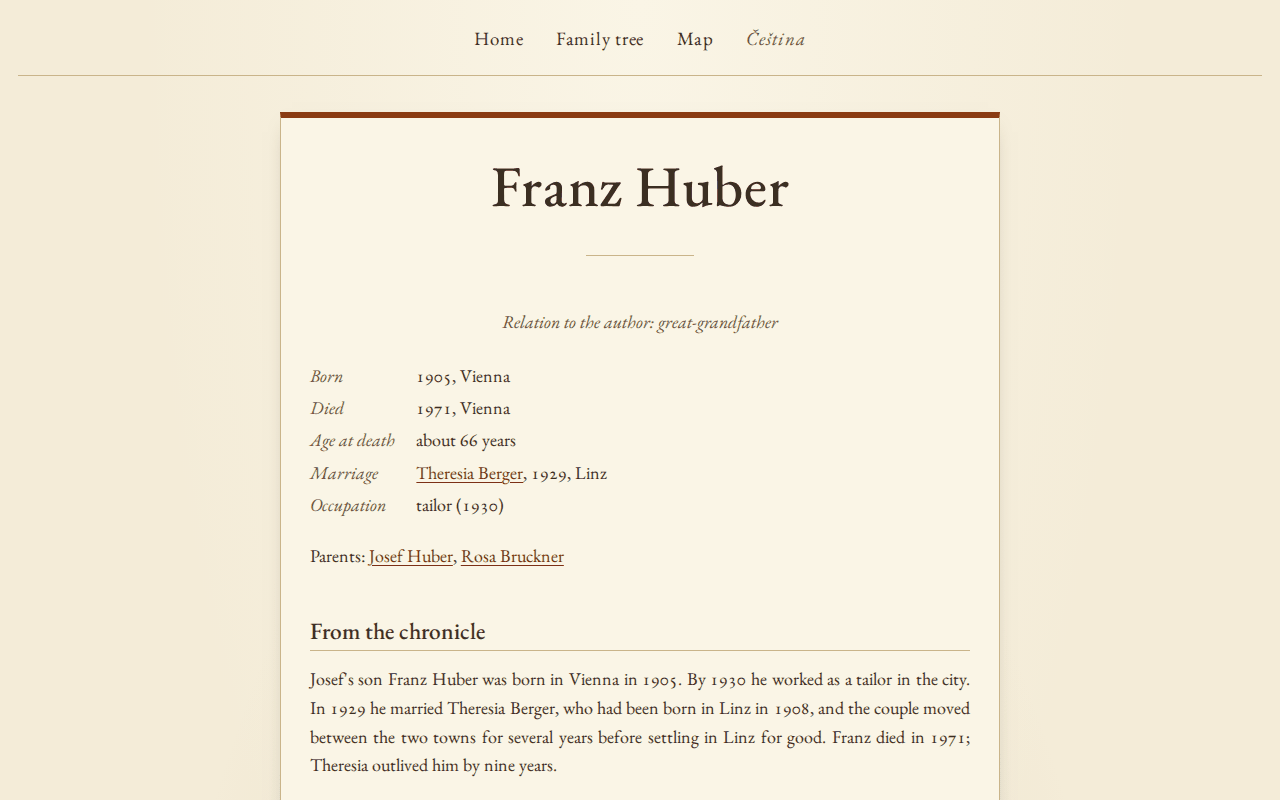 Home Family tree Map Čeština
Franz Huber
Relation to the author: great-grandfather
Born 1905, Vienna
Died 1971, Vienna
Age at death about 66 years
Marriage Theresia Berger, 1929, Linz
Occupation tailor (1930)
Parents: Josef Huber, Rosa Bruckner
From the chronicle
Josef's son Franz Huber was born in Vienna in 1905. By 1930 he worked as a tailor in the city.
In 1929 he married Theresia Berger, who had been born in Linz in 1908, and the couple moved
between the two towns for several years before settling in Linz for good. Franz died in 1971;
Theresia outlived him by nine years.